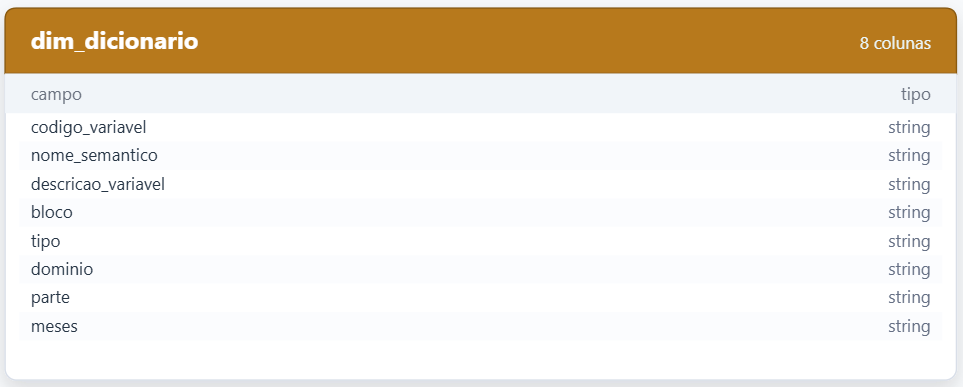 dim_dicionario 8 colunas
campo tipo
codigo_variavel string
nome_semantico string
descricao_variavel string
bloco string
tipo string
dominio string
parte string
meses string